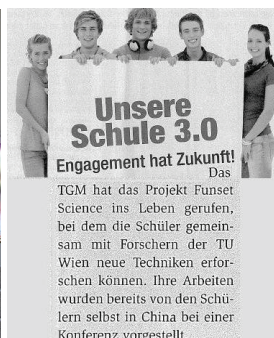 Unsere
Schule 3.0
Engagement hat Zukunft!
Das
TGM hat das Projekt Funset
Science ins Leben gerufen,
bei dem die Schüler gemein-
sam mit Forschern der TU
Wien neue Techniken erfor-
schen können. Ihre Arbeiten
wurden bereits von den Schü-
lern selbst in China bei einer
Konferenz vorgestellt